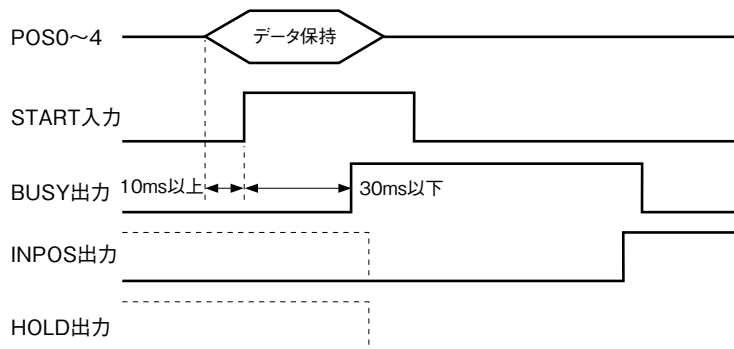 POS0～4
データ保持
START入力
BUSY出力
10ms以上
30ms以下
INPOS出力
HOLD出力